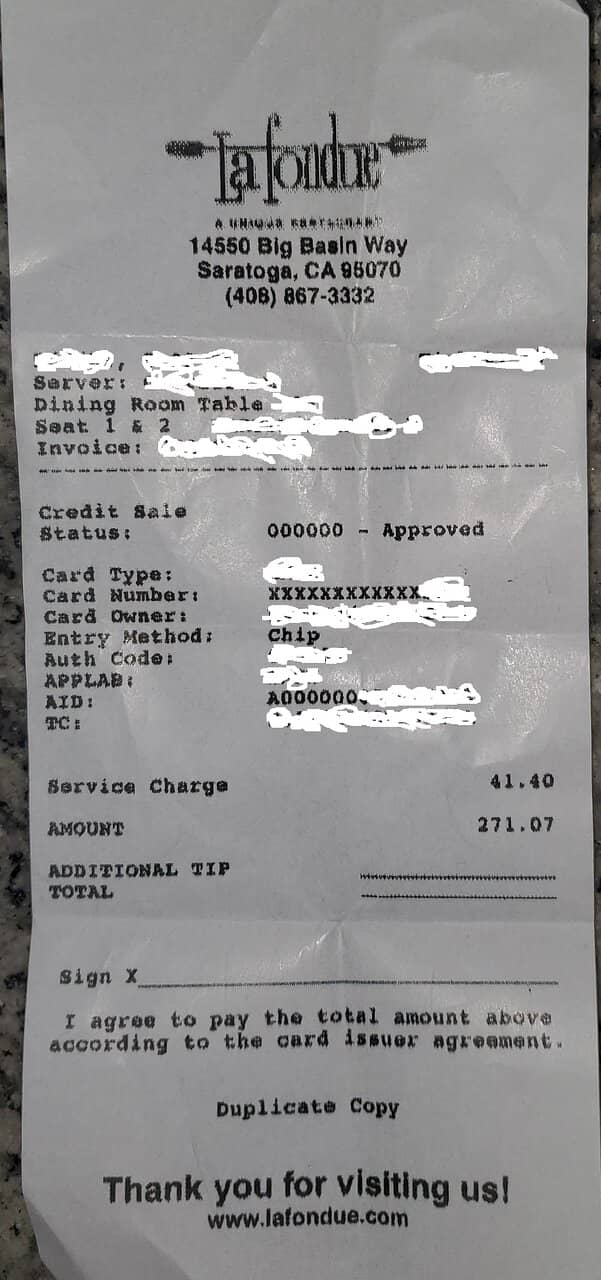 la fondue
A UNIQUE RESTAURANT
14550 Big Basin Way
Saratoga, CA 95070
(408) 867-3332
Server:
Dining Room Table
Seat 1 & 2
Invoice:
Credit Sale
Status: 000000 - Approved
Card Type:
Card Number: XXXXXXXXXXXX
Card Owner:
Entry Method: Chip
Auth Code:
APPLAB:
AID: A000000
TC:
Service Charge 41.40
AMOUNT 271.07
ADDITIONAL TIP
TOTAL
Sign X
I agree to pay the total amount above
according to the card issuer agreement.
Duplicate Copy
Thank you for visiting us!
www.lafondue.com